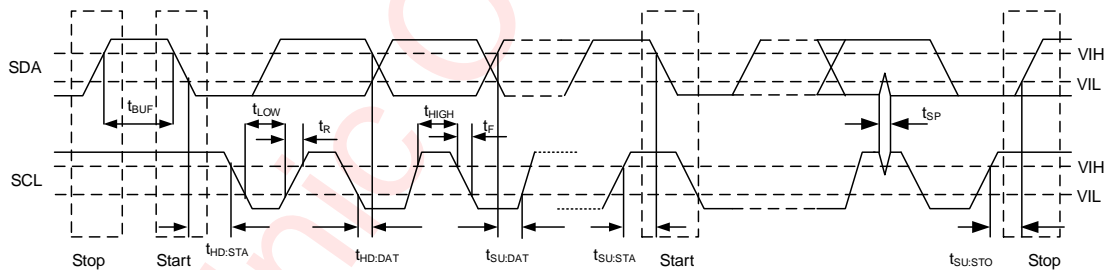 SDA
VIH
VIL
tBUF
tLOW
tR
tHIGH
tF
tSP
SCL
VIH
VIL
tHD:STA
tHD:DAT
tSU:DAT
tSU:STA
tSU:STO
Stop
Start
Start
Stop